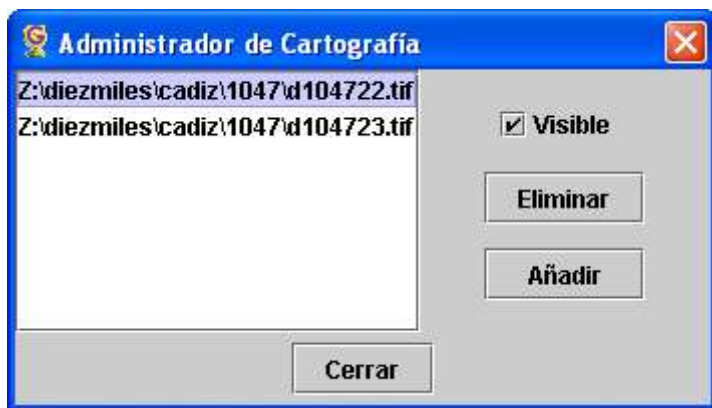 Administrador de Cartografía
Z:\diezmiles\cadiz\1047\d104722.tif
Z:\diezmiles\cadiz\1047\d104723.tif
Visible
Eliminar
Añadir
Cerrar